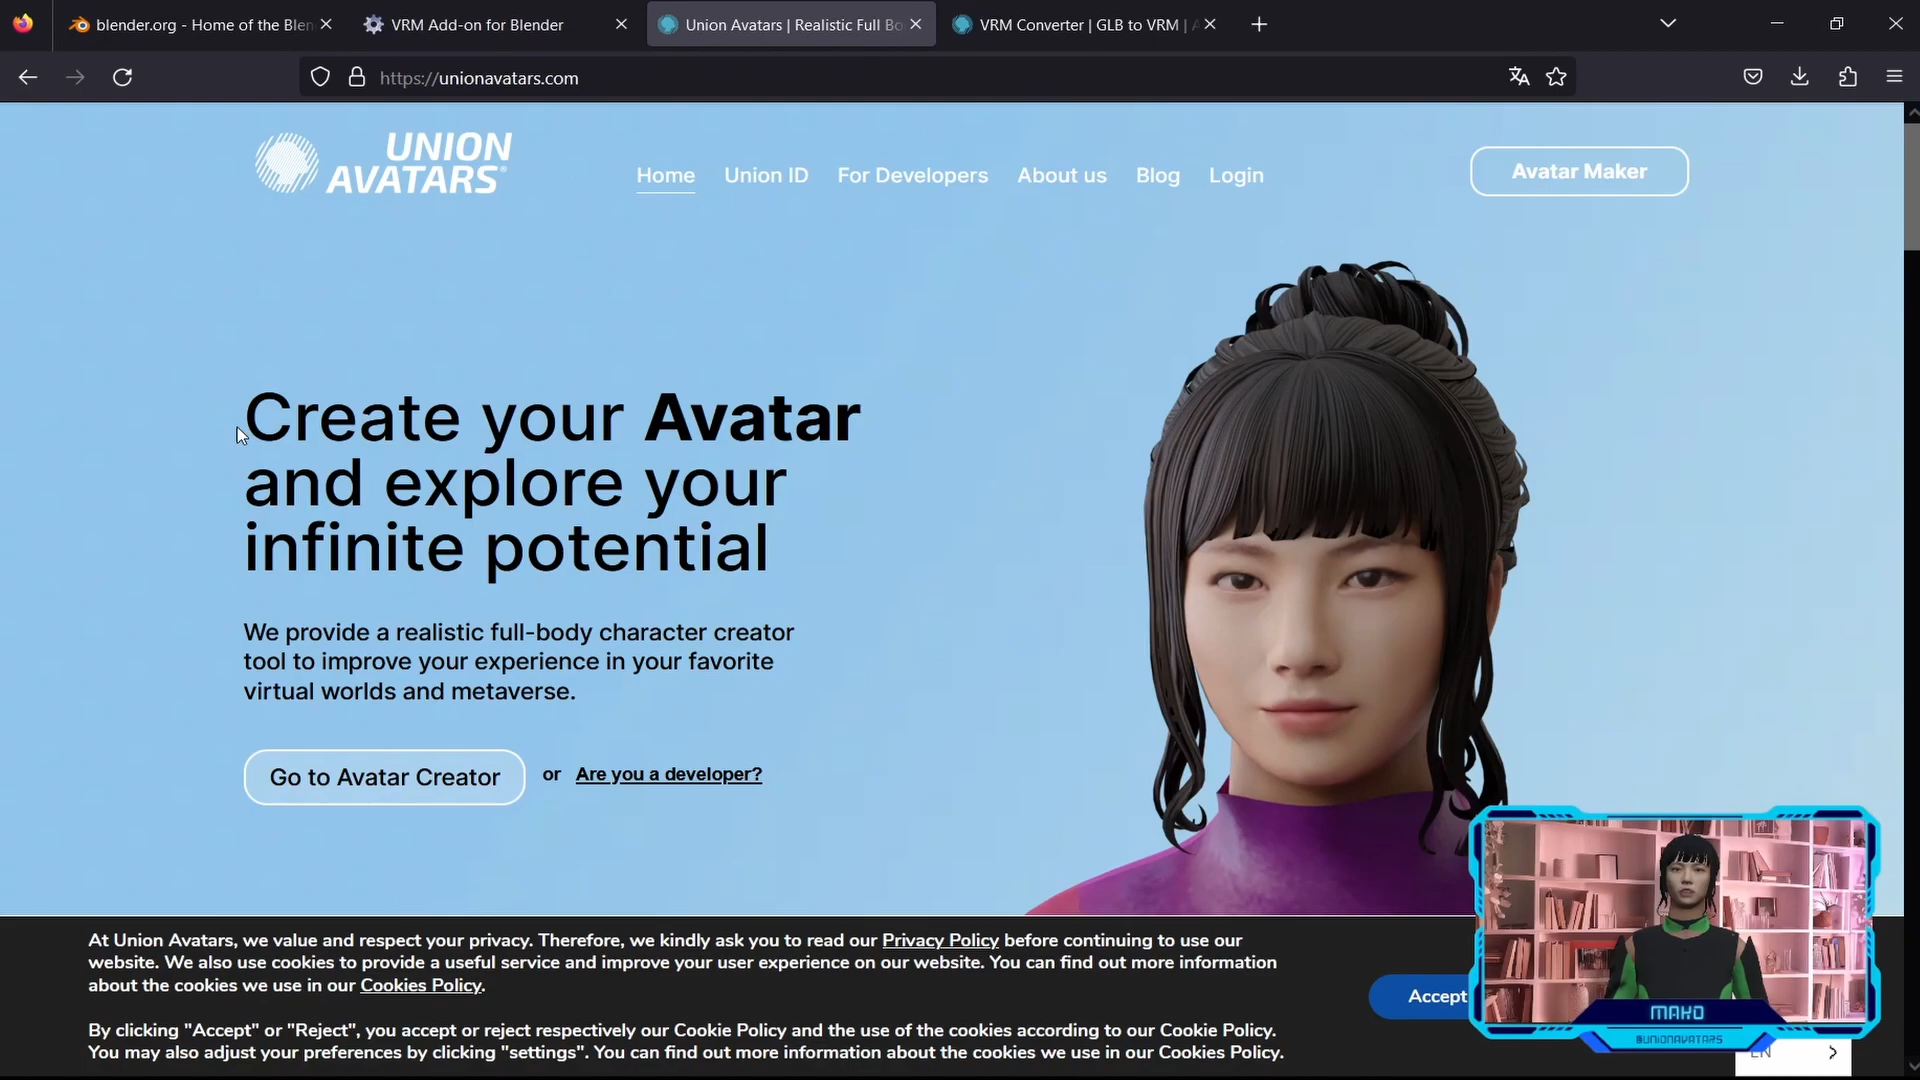 blender.org - Home of the Blen
VRM Add-on for Blender
Union Avatars | Realistic Full Bo
VRM Converter | GLB to VRM | A
https://unionavatars.com
UNION
AVATARS®
Home
Union ID
For Developers
About us
Blog
Login
Avatar Maker
Create your Avatar
and explore your
infinite potential
We provide a realistic full-body character creator
tool to improve your experience in your favorite
virtual worlds and metaverse.
Go to Avatar Creator
or
Are you a developer?
At Union Avatars, we value and respect your privacy. Therefore, we kindly ask you to read our Privacy Policy before continuing to use our
website. We also use cookies to provide a useful service and improve your user experience on our website. You can find out more information
about the cookies we use in our Cookies Policy.
By clicking "Accept" or "Reject", you accept or reject respectively our Cookie Policy and the use of the cookies according to our Cookie Policy.
You may also adjust your preferences by clicking "settings". You can find out more information about the cookies we use in our Cookies Policy.
Accept
MAKO
@UNIONAVATARS
EN